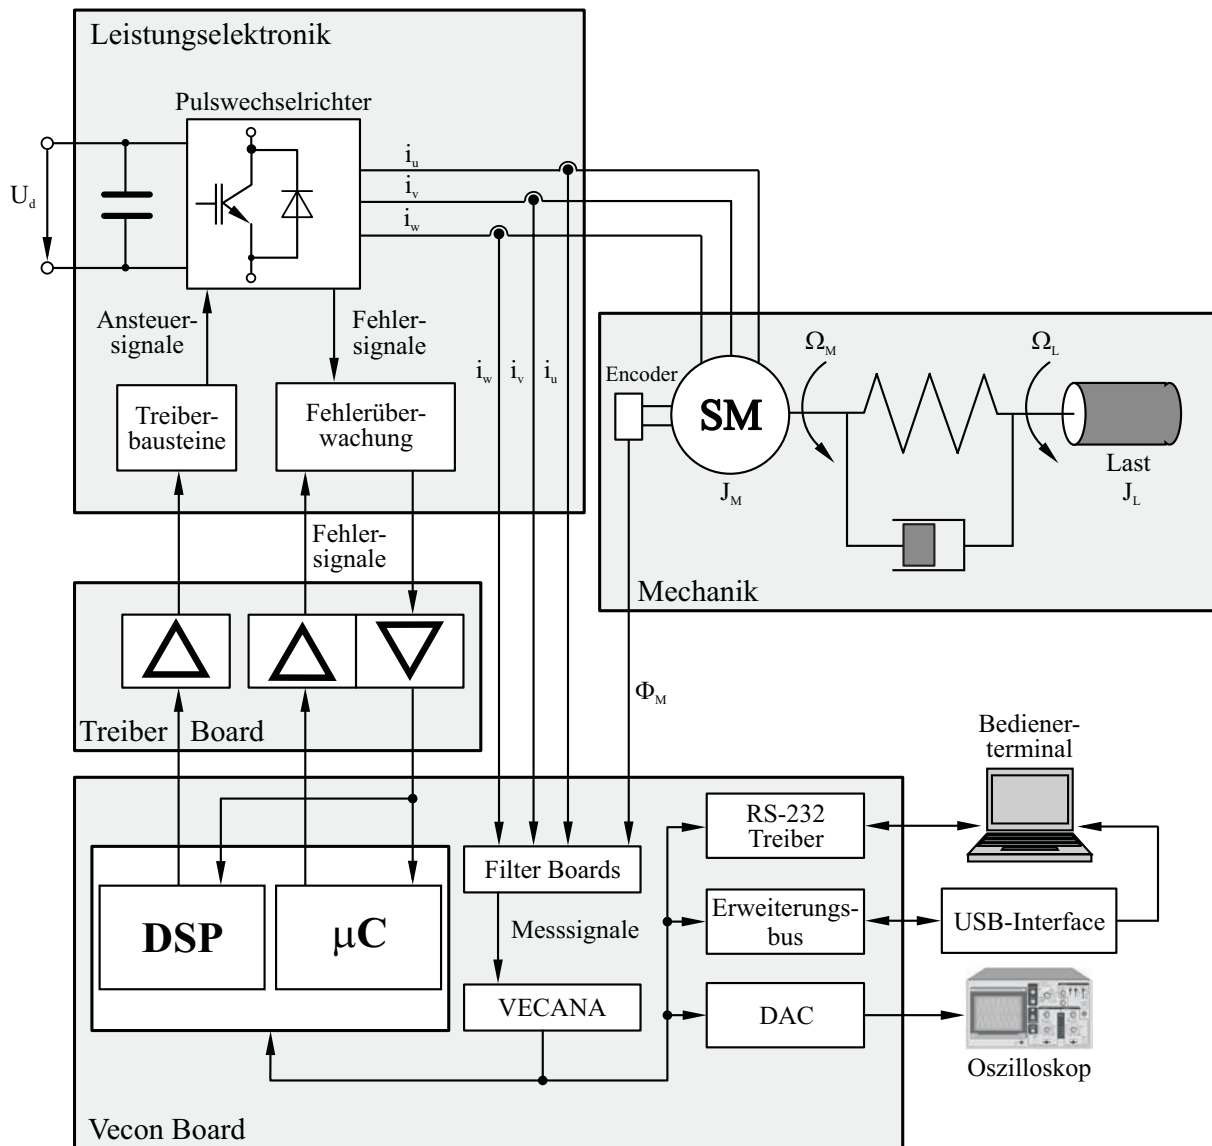 Leistungselektronik
Pulswechselrichter
U_d
i_u
i_v
i_w
Ansteuer-
signale
Fehler-
signale
i_w i_v i_u
Treiber-
bausteine
Fehlerüber-
wachung
Encoder
SM
J_M
Ω_M
Ω_L
Last
J_L
Mechanik
Fehler-
signale
Treiber Board
Φ_M
Bediener-
terminal
RS-232
Treiber
Filter Boards
DSP
µC
Messsignale
Erweiterungs-
bus
USB-Interface
VECANA
DAC
Oszilloskop
Vecon Board